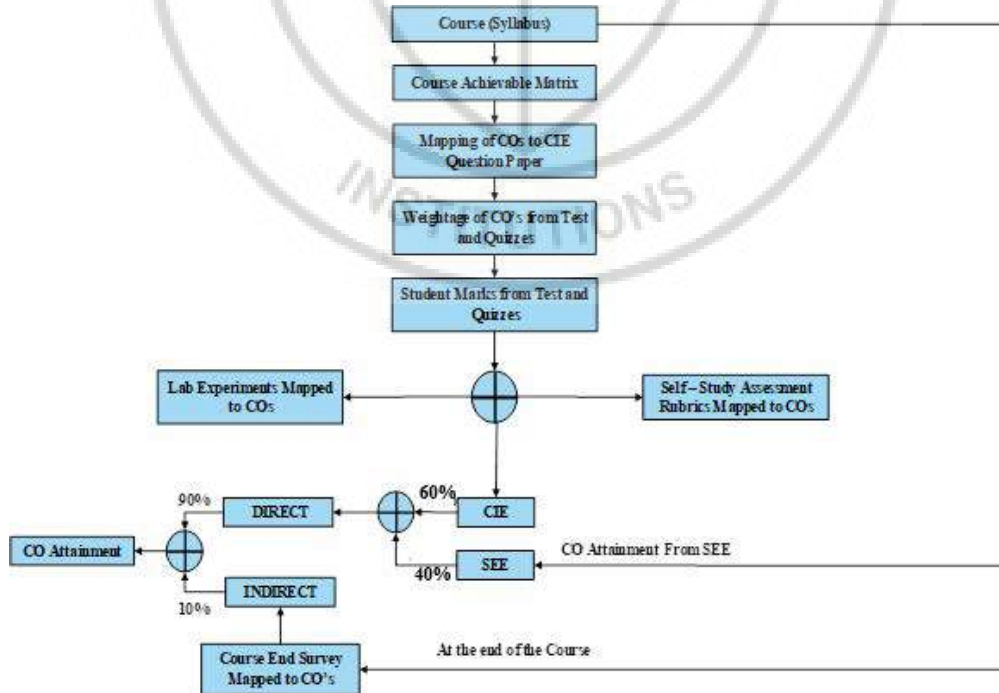 Course (Syllabus)
Course Achievable Matrix
Mapping of COs to CIE
Question Paper
INSTITUTIONS
Weightage of CO's from Test
and Quizzes
Student Marks from Test and
Quizzes
Lab Experiments Mapped
to COs
Self – Study Assessment
Rubrics Mapped to COs
90%
DIRECT
60%
CIE
CO Attainment
CO Attainment From SEE
40%
SEE
10%
INDIRECT
At the end of the Course
Course End Survey
Mapped to CO's